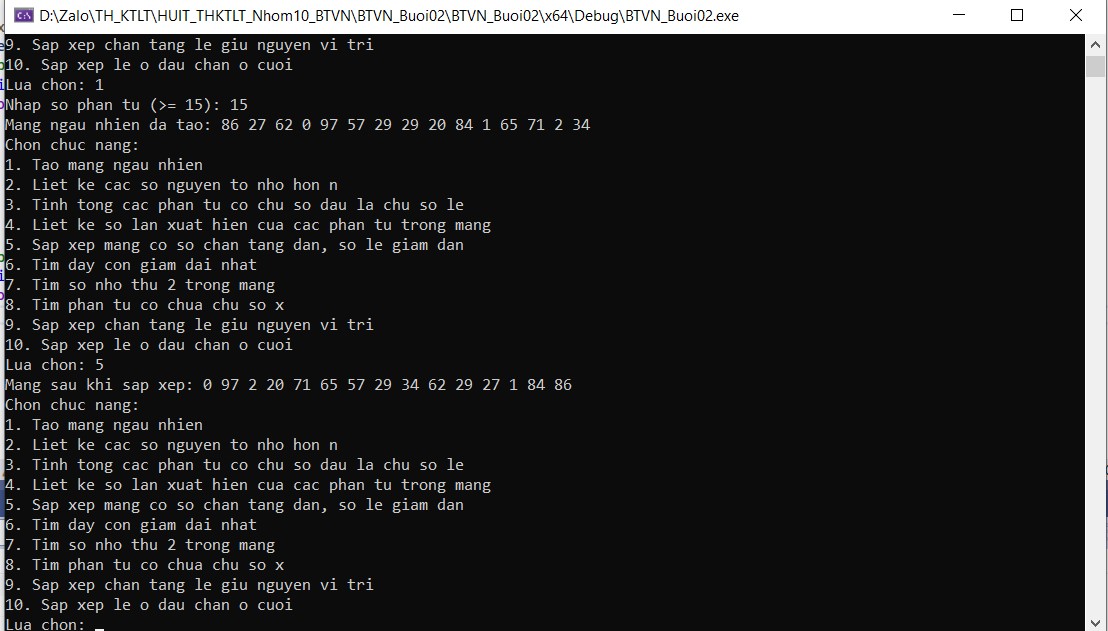 D:\Zalo\TH_KTLT\HUIT_THKTLT_Nhom10_BTVN\BTVN_Buoi02\BTVN_Buoi02\x64\Debug\BTVN_Buoi02.exe
9. Sap xep chan tang le giu nguyen vi tri
10. Sap xep le o dau chan o cuoi
Lua chon: 1
Nhap so phan tu (>= 15): 15
Mang ngau nhien da tao: 86 27 62 0 97 57 29 29 20 84 1 65 71 2 34
Chon chuc nang:
1. Tao mang ngau nhien
2. Liet ke cac so nguyen to nho hon n
3. Tinh tong cac phan tu co chu so dau la chu so le
4. Liet ke so lan xuat hien cua cac phan tu trong mang
5. Sap xep mang co so chan tang dan, so le giam dan
6. Tim day con giam dai nhat
7. Tim so nho thu 2 trong mang
8. Tim phan tu co chua chu so x
9. Sap xep chan tang le giu nguyen vi tri
10. Sap xep le o dau chan o cuoi
Lua chon: 5
Mang sau khi sap xep: 0 97 2 20 71 65 57 29 34 62 29 27 1 84 86
Chon chuc nang:
1. Tao mang ngau nhien
2. Liet ke cac so nguyen to nho hon n
3. Tinh tong cac phan tu co chu so dau la chu so le
4. Liet ke so lan xuat hien cua cac phan tu trong mang
5. Sap xep mang co so chan tang dan, so le giam dan
6. Tim day con giam dai nhat
7. Tim so nho thu 2 trong mang
8. Tim phan tu co chua chu so x
9. Sap xep chan tang le giu nguyen vi tri
10. Sap xep le o dau chan o cuoi
Lua chon: